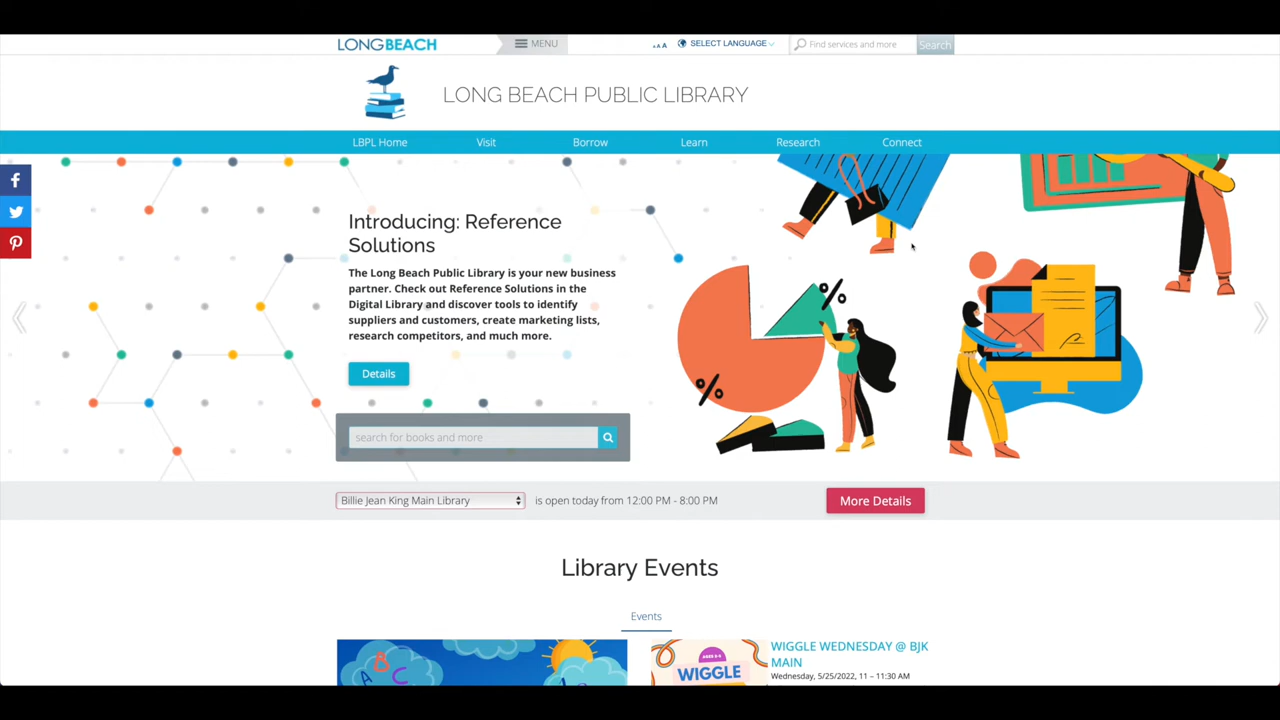 LONGBEACH
MENU
A A A
SELECT LANGUAGE
Find services and more
Search
LONG BEACH PUBLIC LIBRARY
LBPL Home
Visit
Borrow
Learn
Research
Connect
Introducing: Reference
Solutions
The Long Beach Public Library is your new business
partner. Check out Reference Solutions in the
Digital Library and discover tools to identify
suppliers and customers, create marketing lists,
research competitors, and much more.
Details
%
%
search for books and more
Billie Jean King Main Library
is open today from 12:00 PM - 8:00 PM
More Details
Library Events
Events
A B C
AGES 0-5
WIGGLE
WIGGLE WEDNESDAY @ BJK
MAIN
Wednesday, 5/25/2022, 11 – 11:30 AM